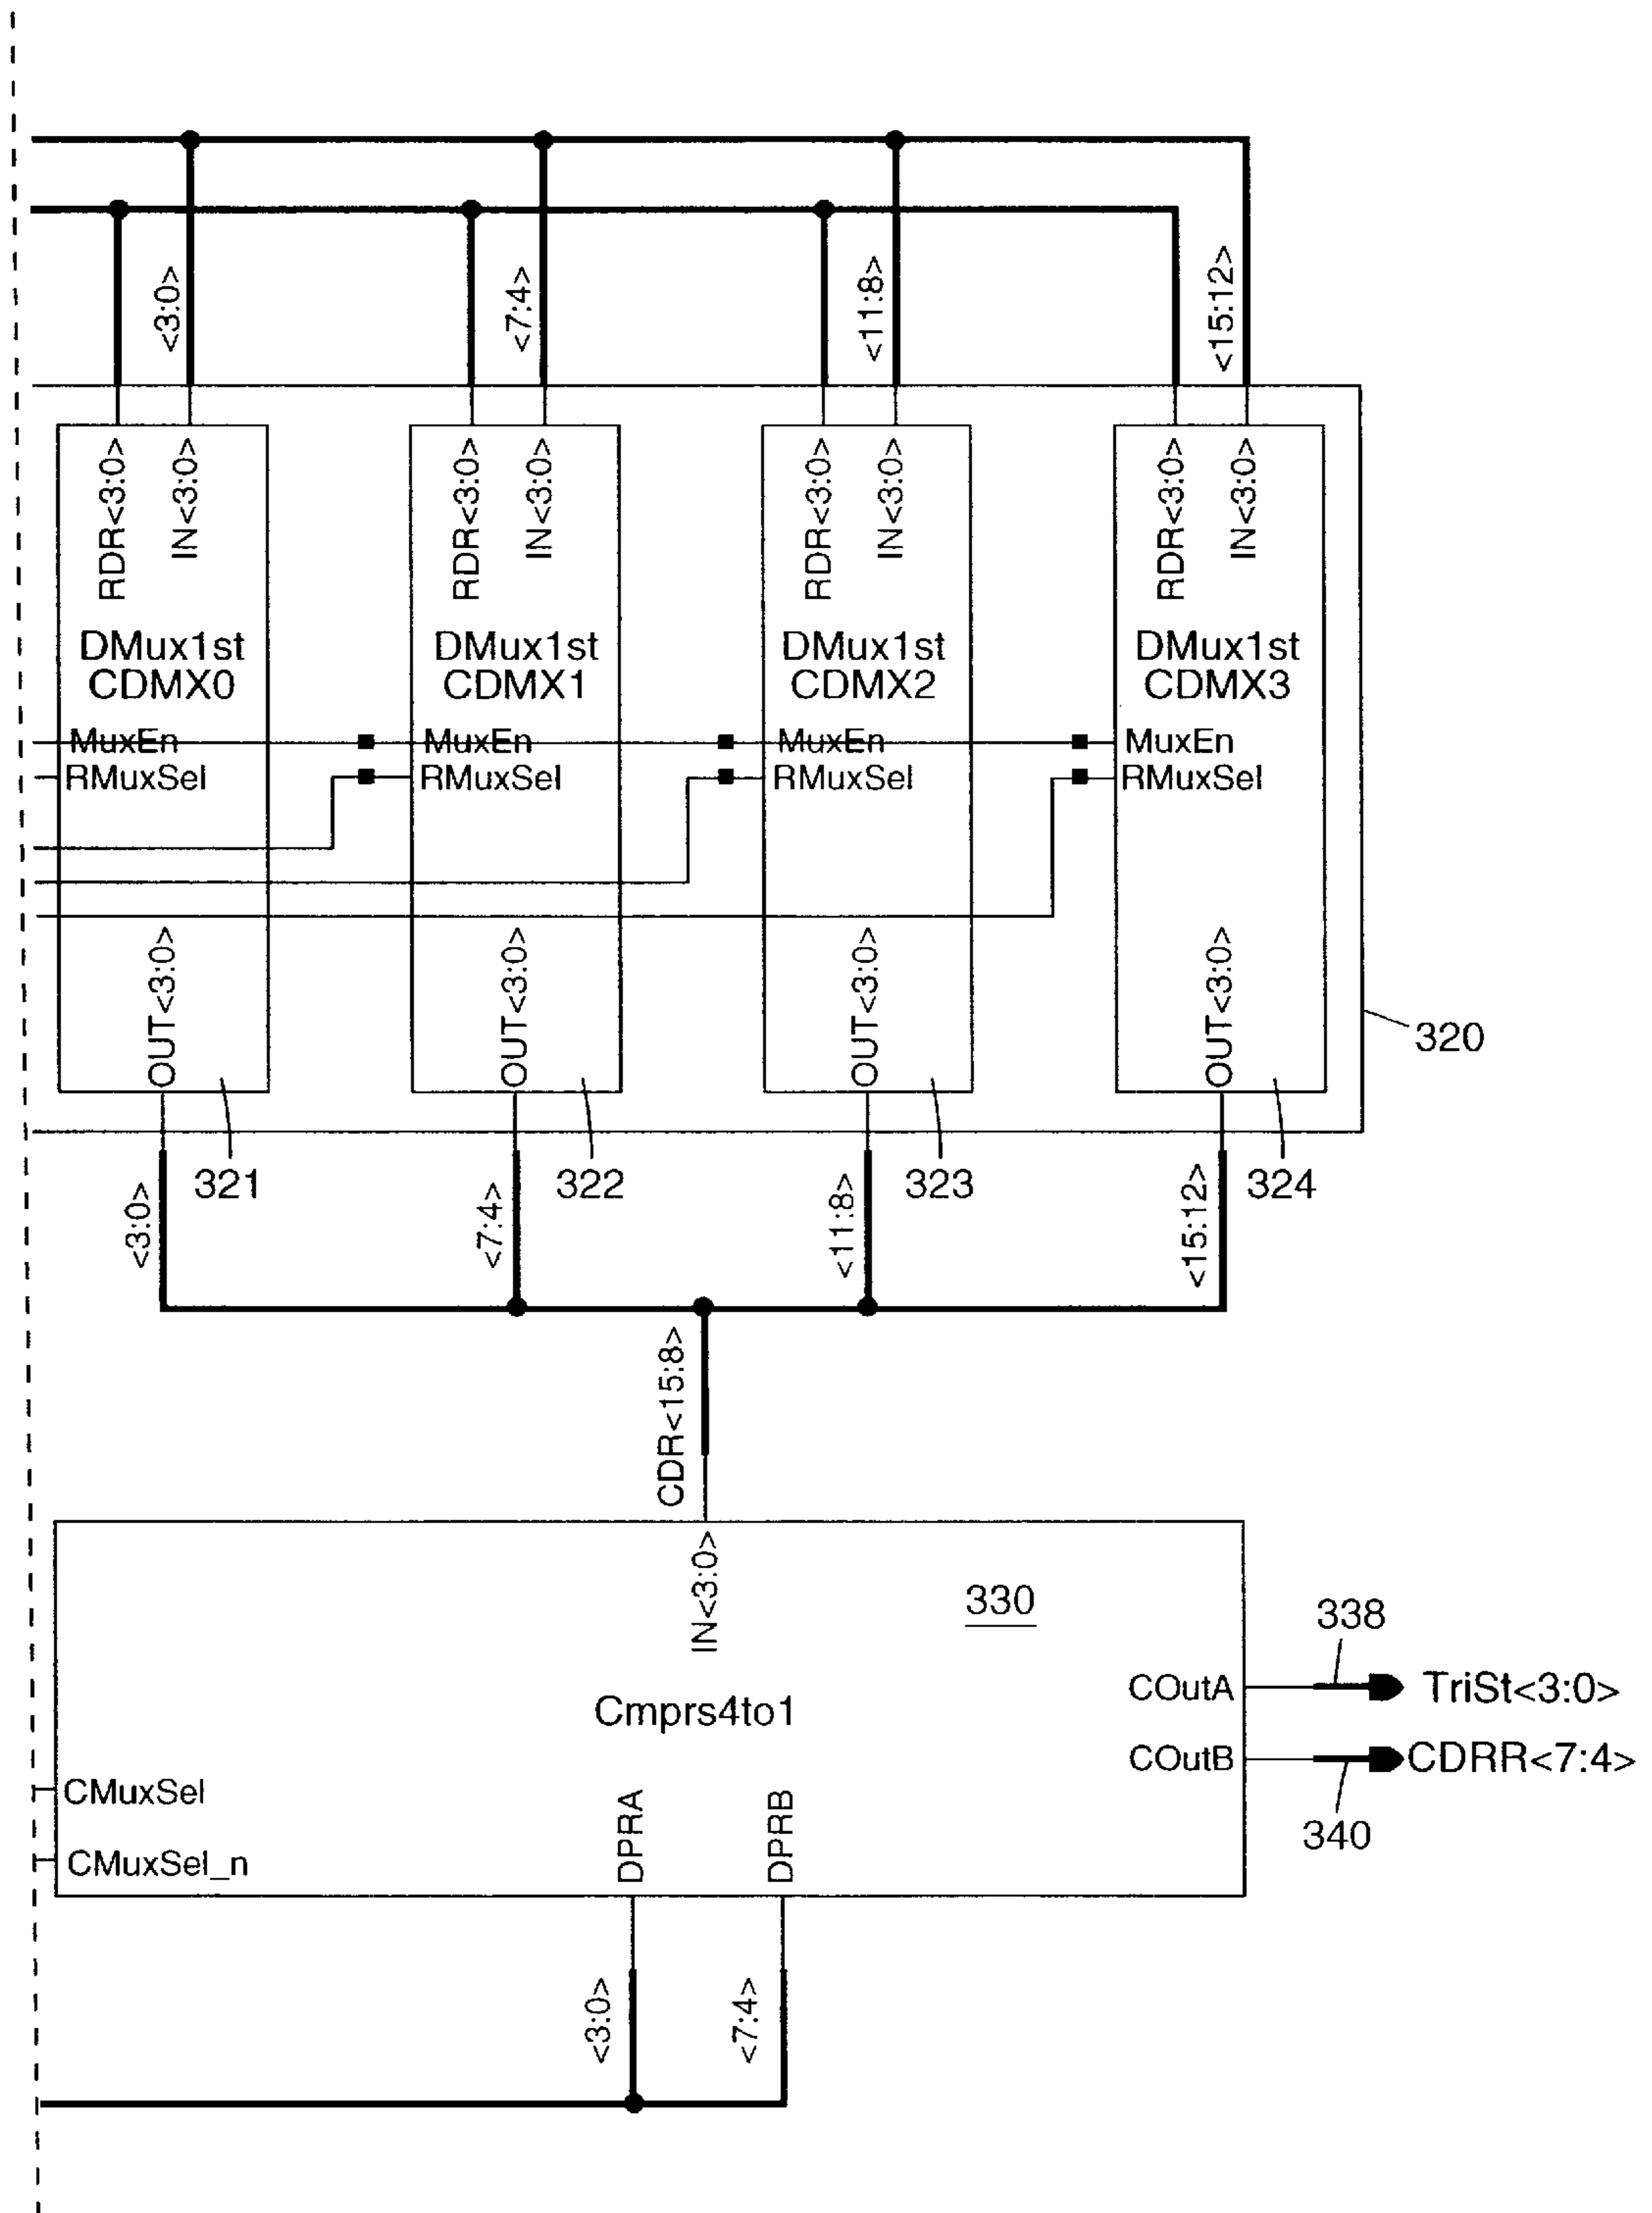 <3:0>
<7:4>
<11:8>
<15:12>
RDR<3:0>
IN<3:0>
RDR<3:0>
IN<3:0>
RDR<3:0>
IN<3:0>
RDR<3:0>
IN<3:0>
DMux1st
CDMX0
DMux1st
CDMX1
DMux1st
CDMX2
DMux1st
CDMX3
MuxEn
RMuxSel
MuxEn
RMuxSel
MuxEn
RMuxSel
MuxEn
RMuxSel
OUT<3:0>
OUT<3:0>
OUT<3:0>
OUT<3:0>
320
321
322
323
324
<3:0>
<7:4>
<11:8>
<15:12>
CDR<15:8>
IN<3:0>
330
338
COutA
TriSt<3:0>
Cmprs4to1
COutB
CDRR<7:4>
340
CMuxSel
CMuxSel_n
DPRA
DPRB
<3:0>
<7:4>